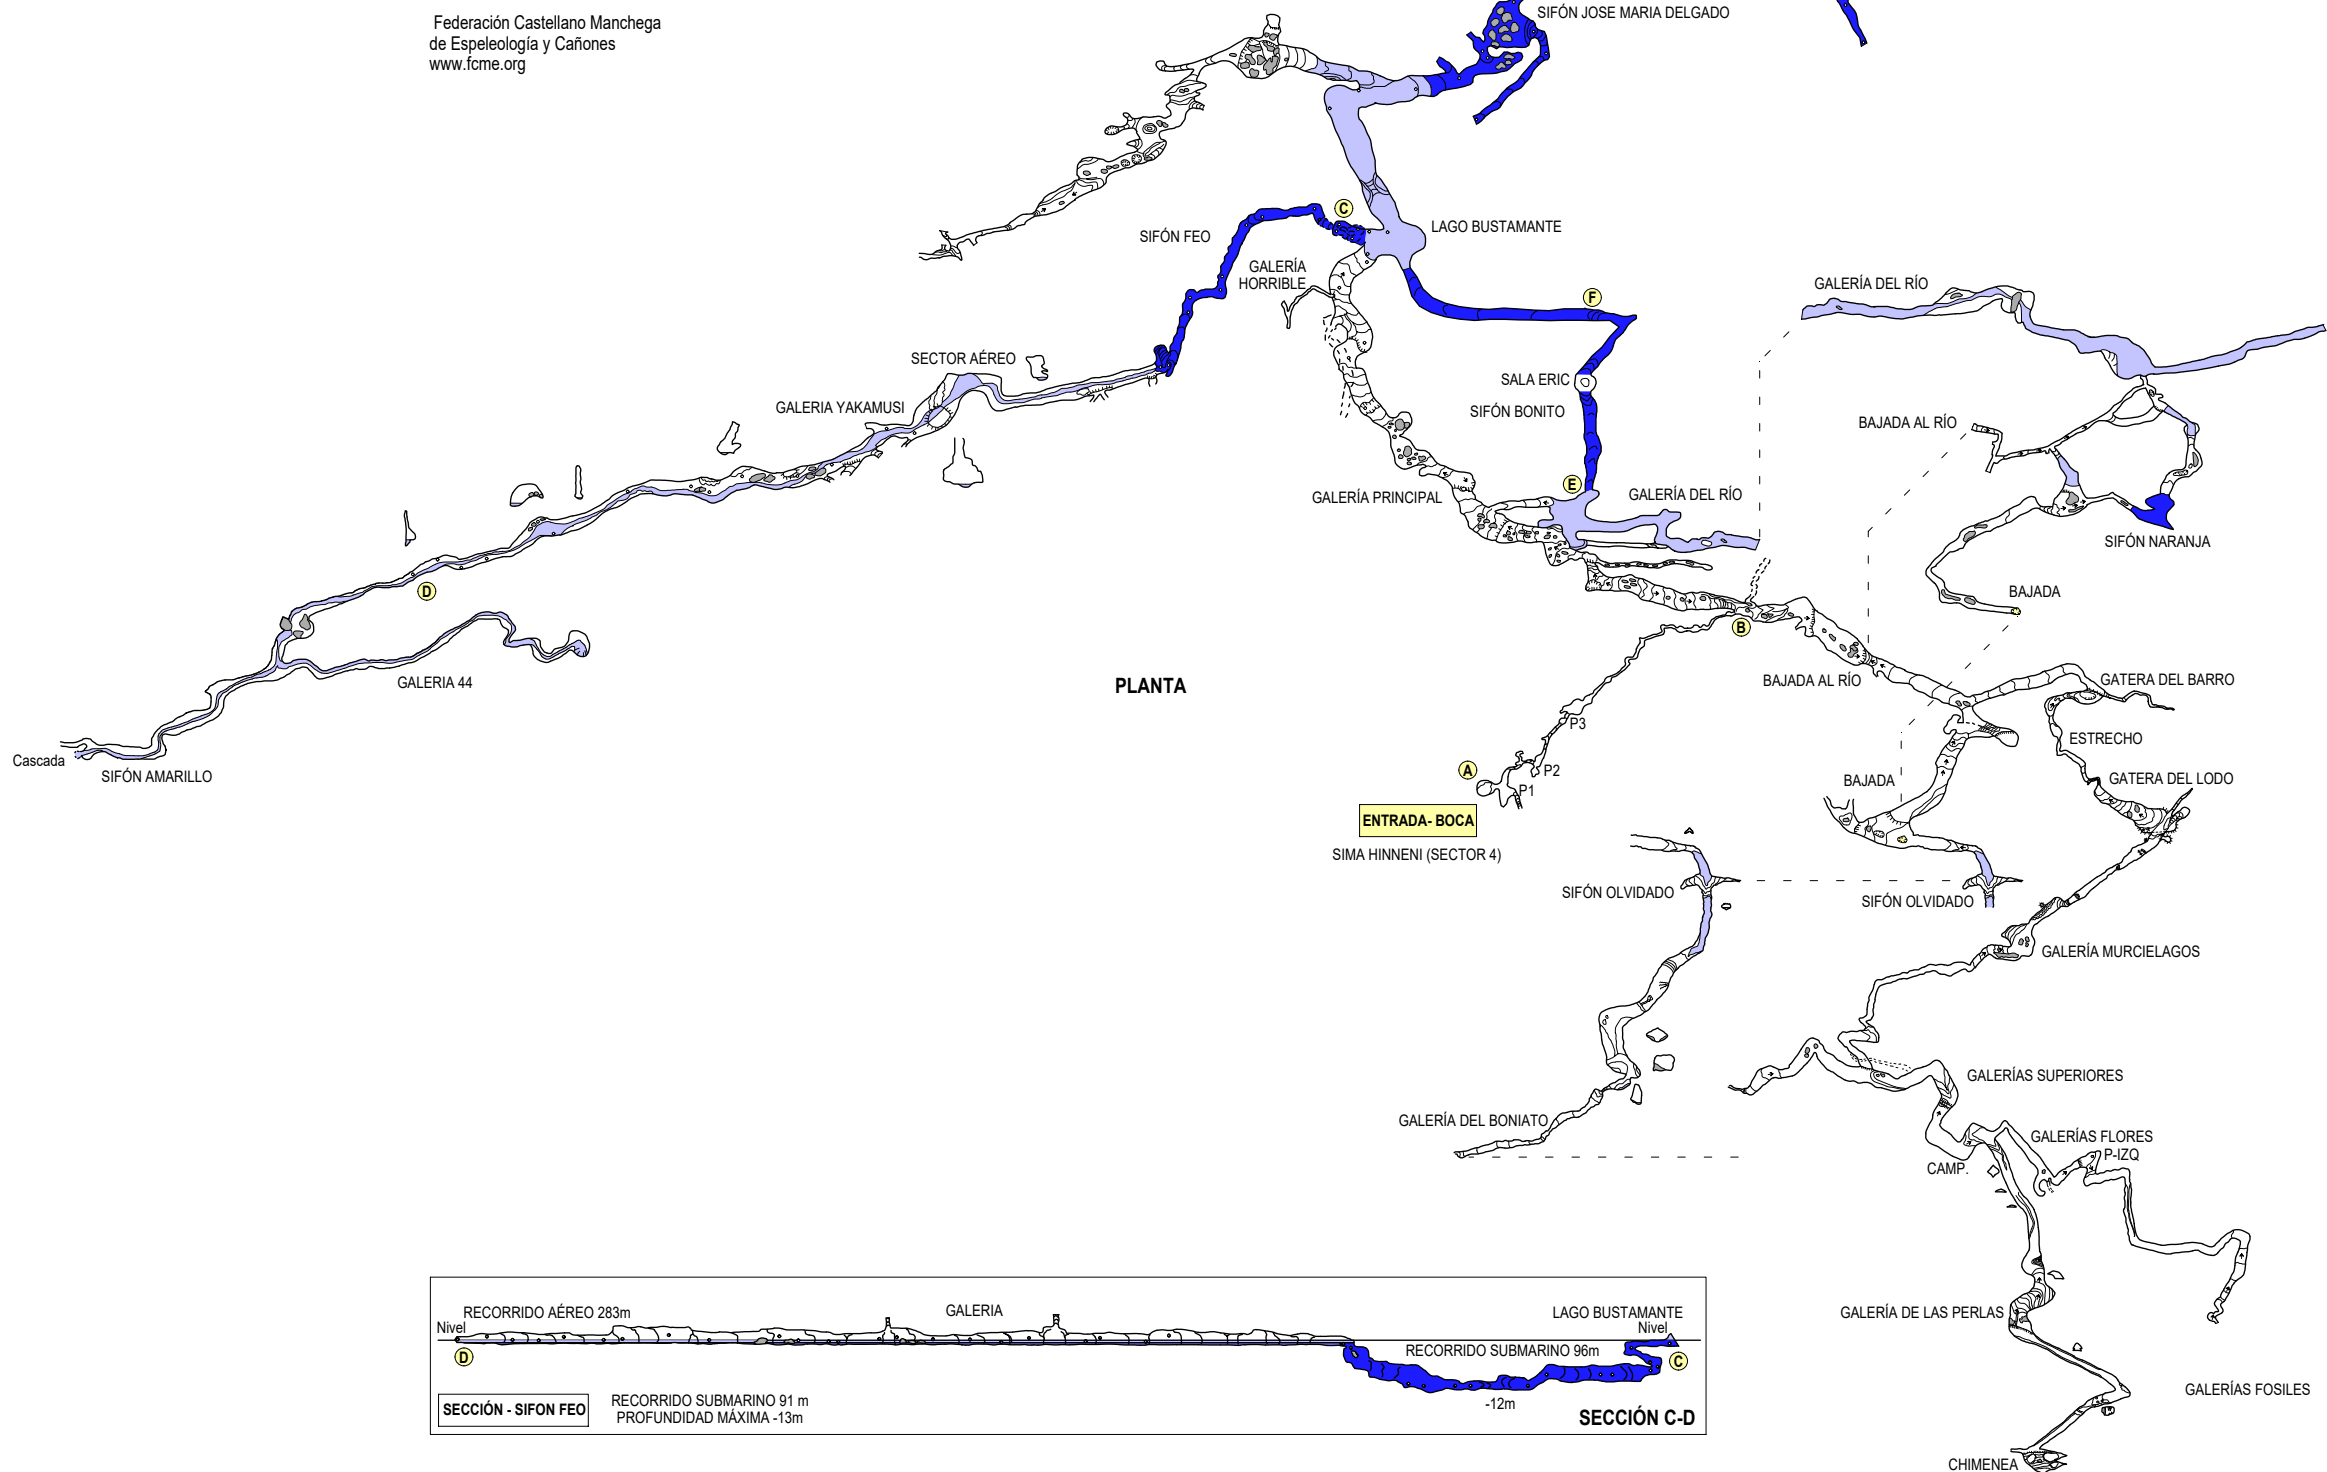 Federación Castellano Manchega
de Espeleología y Cañones
www.fcme.org
SIFÓN JOSE MARIA DELGADO
C
LAGO BUSTAMANTE
SIFÓN FEO
GALERÍA
HORRIBLE
GALERÍA DEL RÍO
F
SECTOR AÉREO
SALA ERIC
GALERIA YAKAMUSI
SIFÓN BONITO
BAJADA AL RÍO
E
GALERÍA PRINCIPAL
GALERÍA DEL RÍO
SIFÓN NARANJA
D
BAJADA
B
GALERIA 44
PLANTA
BAJADA AL RÍO
GATERA DEL BARRO
P3
ESTRECHO
Cascada
SIFÓN AMARILLO
A
P2
P1
BAJADA
GATERA DEL LODO
ENTRADA- BOCA
SIMA HINNENI (SECTOR 4)
SIFÓN OLVIDADO
SIFÓN OLVIDADO
GALERÍA MURCIELAGOS
GALERÍAS SUPERIORES
GALERÍA DEL BONIATO
GALERÍAS FLORES
P-IZQ
CAMP.
GALERÍA DE LAS PERLAS
GALERÍAS FOSILES
CHIMENEA
RECORRIDO AÉREO 283m
GALERIA
LAGO BUSTAMANTE
Nivel
Nivel
D
RECORRIDO SUBMARINO 96m
C
SECCIÓN - SIFON FEO
RECORRIDO SUBMARINO 91 m
PROFUNDIDAD MÁXIMA -13m
-12m
SECCIÓN C-D